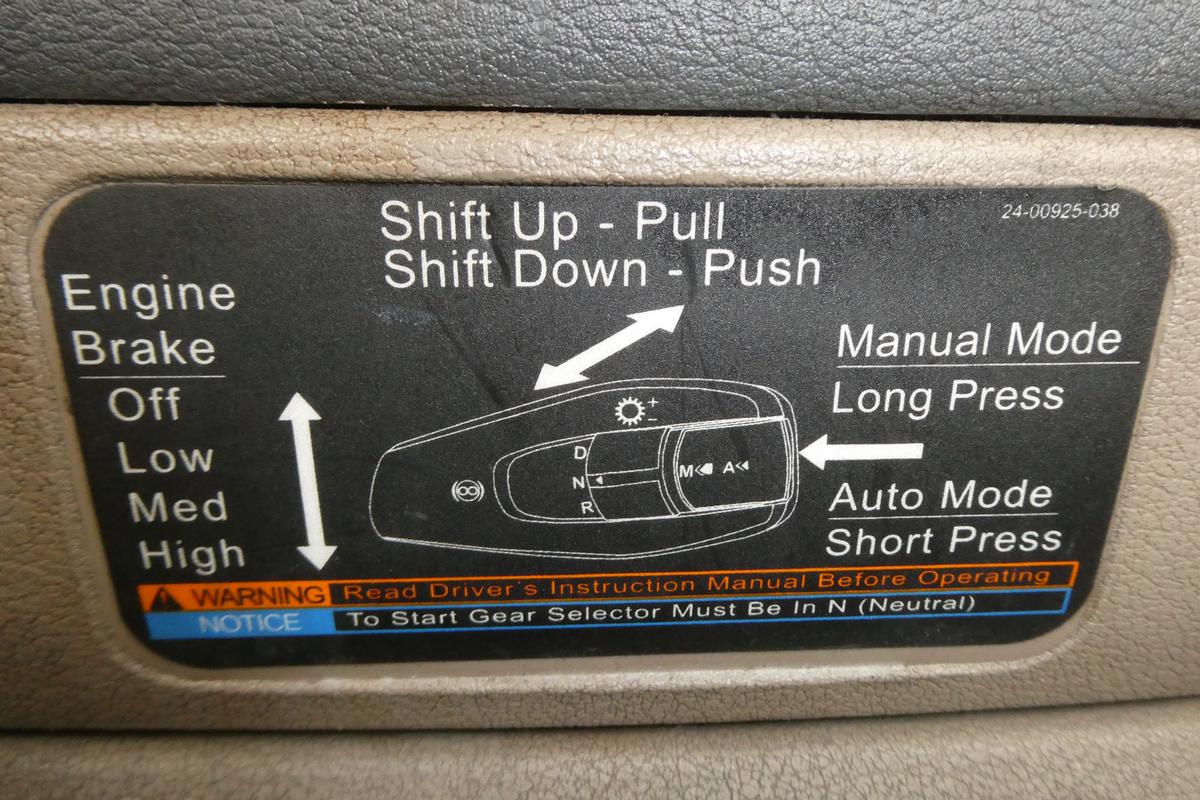 24-00925-038
Shift Up - Pull
Shift Down - Push
Engine
Brake
Off
Low
Med
High
+
-
D
N
R
M A
Manual Mode
Long Press
Auto Mode
Short Press
WARNING Read Driver's Instruction Manual Before Operating
NOTICE To Start Gear Selector Must Be In N (Neutral)